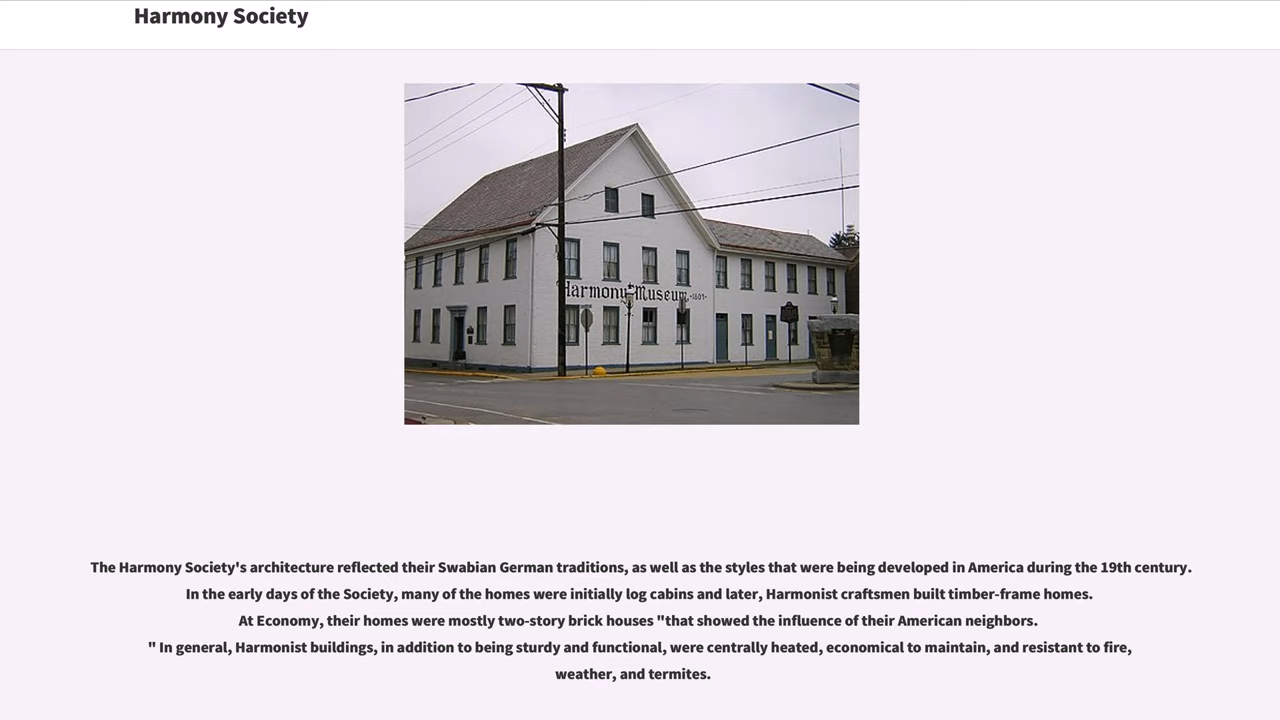 Harmony Society
Harmony Museum -1809-
The Harmony Society's architecture reflected their Swabian German traditions, as well as the styles that were being developed in America during the 19th century.
In the early days of the Society, many of the homes were initially log cabins and later, Harmonist craftsmen built timber-frame homes.
At Economy, their homes were mostly two-story brick houses "that showed the influence of their American neighbors.
" In general, Harmonist buildings, in addition to being sturdy and functional, were centrally heated, economical to maintain, and resistant to fire,
weather, and termites.